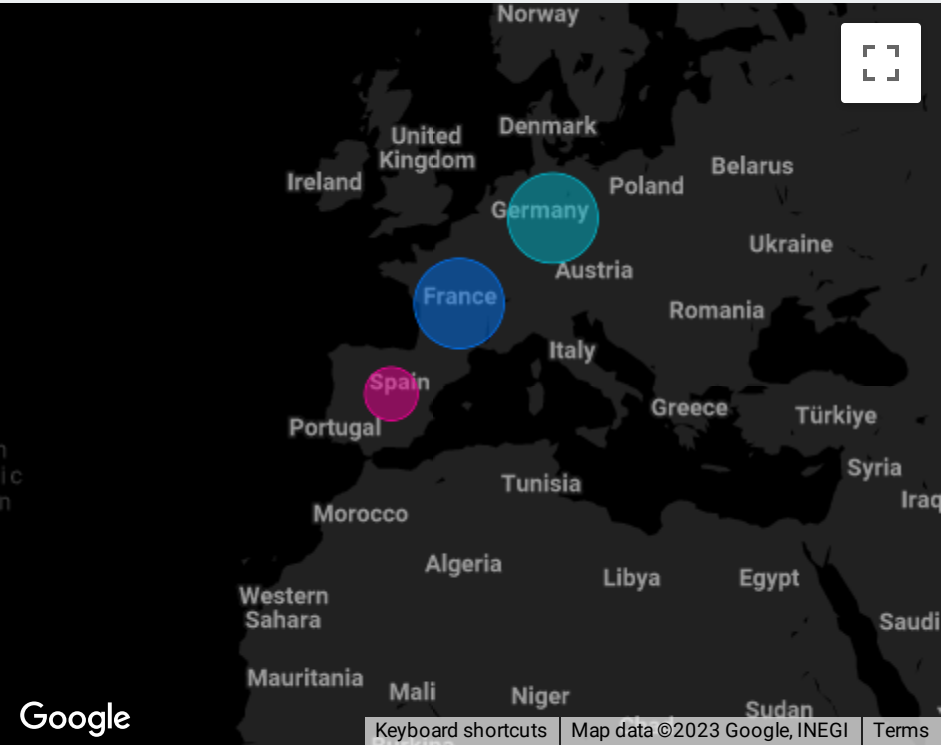 Norway
Denmark
United
Kingdom
Belarus
Ireland
Poland
Germany
Ukraine
Austria
France
Romania
Italy
Spain
Greece
Türkiye
Portugal
Syria
Tunisia
Iraq
Morocco
Algeria
Libya
Egypt
Western
Sahara
Saudi
Mauritania
Mali
Niger
Sudan
Google
Chad
Keyboard shortcuts
Map data ©2023 Google, INEGI
Terms